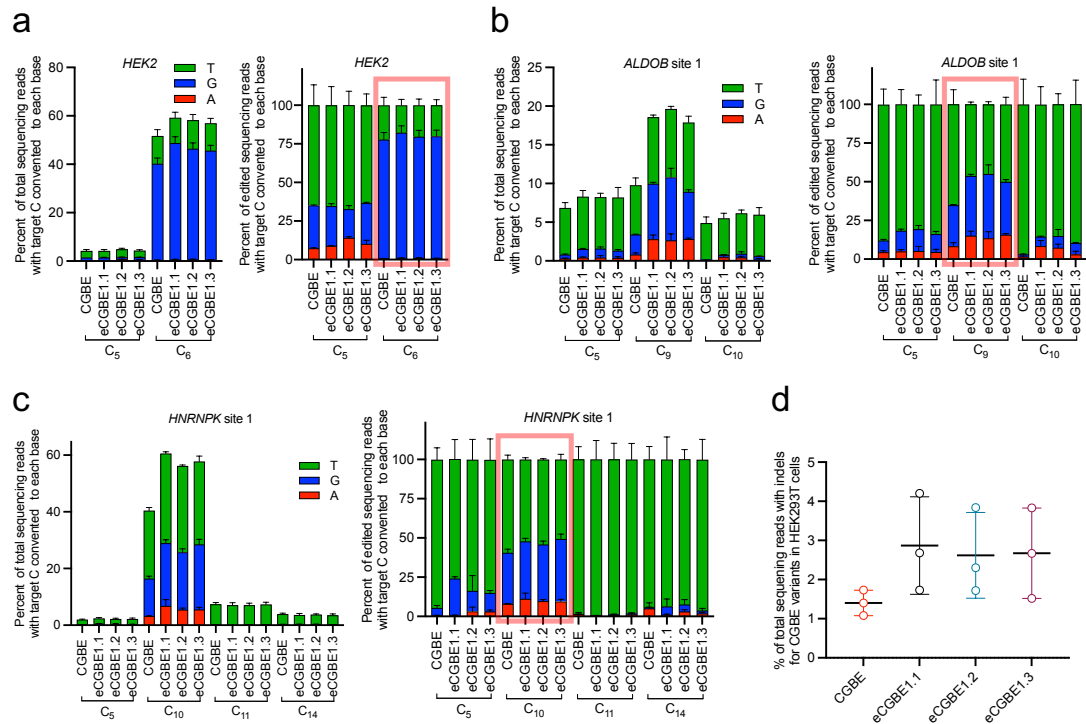 a
HEK2
Percent of total sequencing reads
with target C convented to each base
80
60
40
20
0
T
G
A
CGBE
eCGBE1.1
eCGBE1.2
eCGBE1.3
CGBE
eCGBE1.1
eCGBE1.2
eCGBE1.3
C5
C6
HEK2
Percent of edited sequencing reads
with target C convented to each base
100
75
50
25
0
CGBE
eCGBE1.1
eCGBE1.2
eCGBE1.3
CGBE
eCGBE1.1
eCGBE1.2
eCGBE1.3
C5
C6
b
ALDOB site 1
Percent of total sequencing reads
with target C convented to each base
25
20
15
10
5
0
T
G
A
CGBE
eCGBE1.1
eCGBE1.2
eCGBE1.3
CGBE
eCGBE1.1
eCGBE1.2
eCGBE1.3
CGBE
eCGBE1.1
eCGBE1.2
eCGBE1.3
C5
C9
C10
ALDOB site 1
Percent of edited sequencing reads
with target C convented to each base
100
75
50
25
0
CGBE
eCGBE1.1
eCGBE1.2
eCGBE1.3
CGBE
eCGBE1.1
eCGBE1.2
eCGBE1.3
CGBE
eCGBE1.1
eCGBE1.2
eCGBE1.3
C5
C9
C10
c
HNRNPK site 1
Percent of total sequencing reads
with target C convented to each base
60
40
20
0
T
G
A
CGBE
eCGBE1.1
eCGBE1.2
eCGBE1.3
CGBE
eCGBE1.1
eCGBE1.2
eCGBE1.3
CGBE
eCGBE1.1
eCGBE1.2
eCGBE1.3
CGBE
eCGBE1.1
eCGBE1.2
eCGBE1.3
C5
C10
C11
C14
HNRNPK site 1
Percent of edited sequencing reads
with target C convented to each base
100
75
50
25
0
CGBE
eCGBE1.1
eCGBE1.2
eCGBE1.3
CGBE
eCGBE1.1
eCGBE1.2
eCGBE1.3
CGBE
eCGBE1.1
eCGBE1.2
eCGBE1.3
CGBE
eCGBE1.1
eCGBE1.2
eCGBE1.3
C5
C10
C11
C14
d
% of total sequencing reads with indels
for CGBE variants in HEK293T cells
5
4
3
2
1
0
CGBE
eCGBE1.1
eCGBE1.2
eCGBE1.3